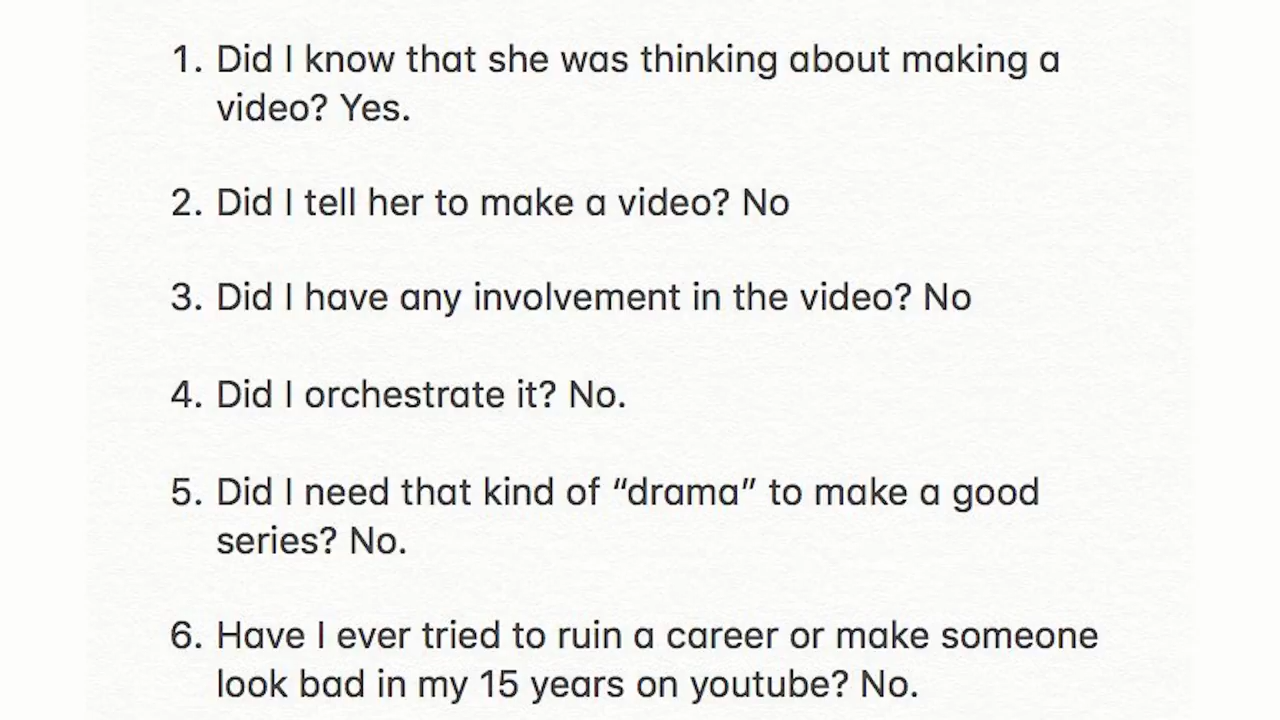 1. Did I know that she was thinking about making a
video? Yes.
2. Did I tell her to make a video? No
3. Did I have any involvement in the video? No
4. Did I orchestrate it? No.
5. Did I need that kind of “drama” to make a good
series? No.
6. Have I ever tried to ruin a career or make someone
look bad in my 15 years on youtube? No.